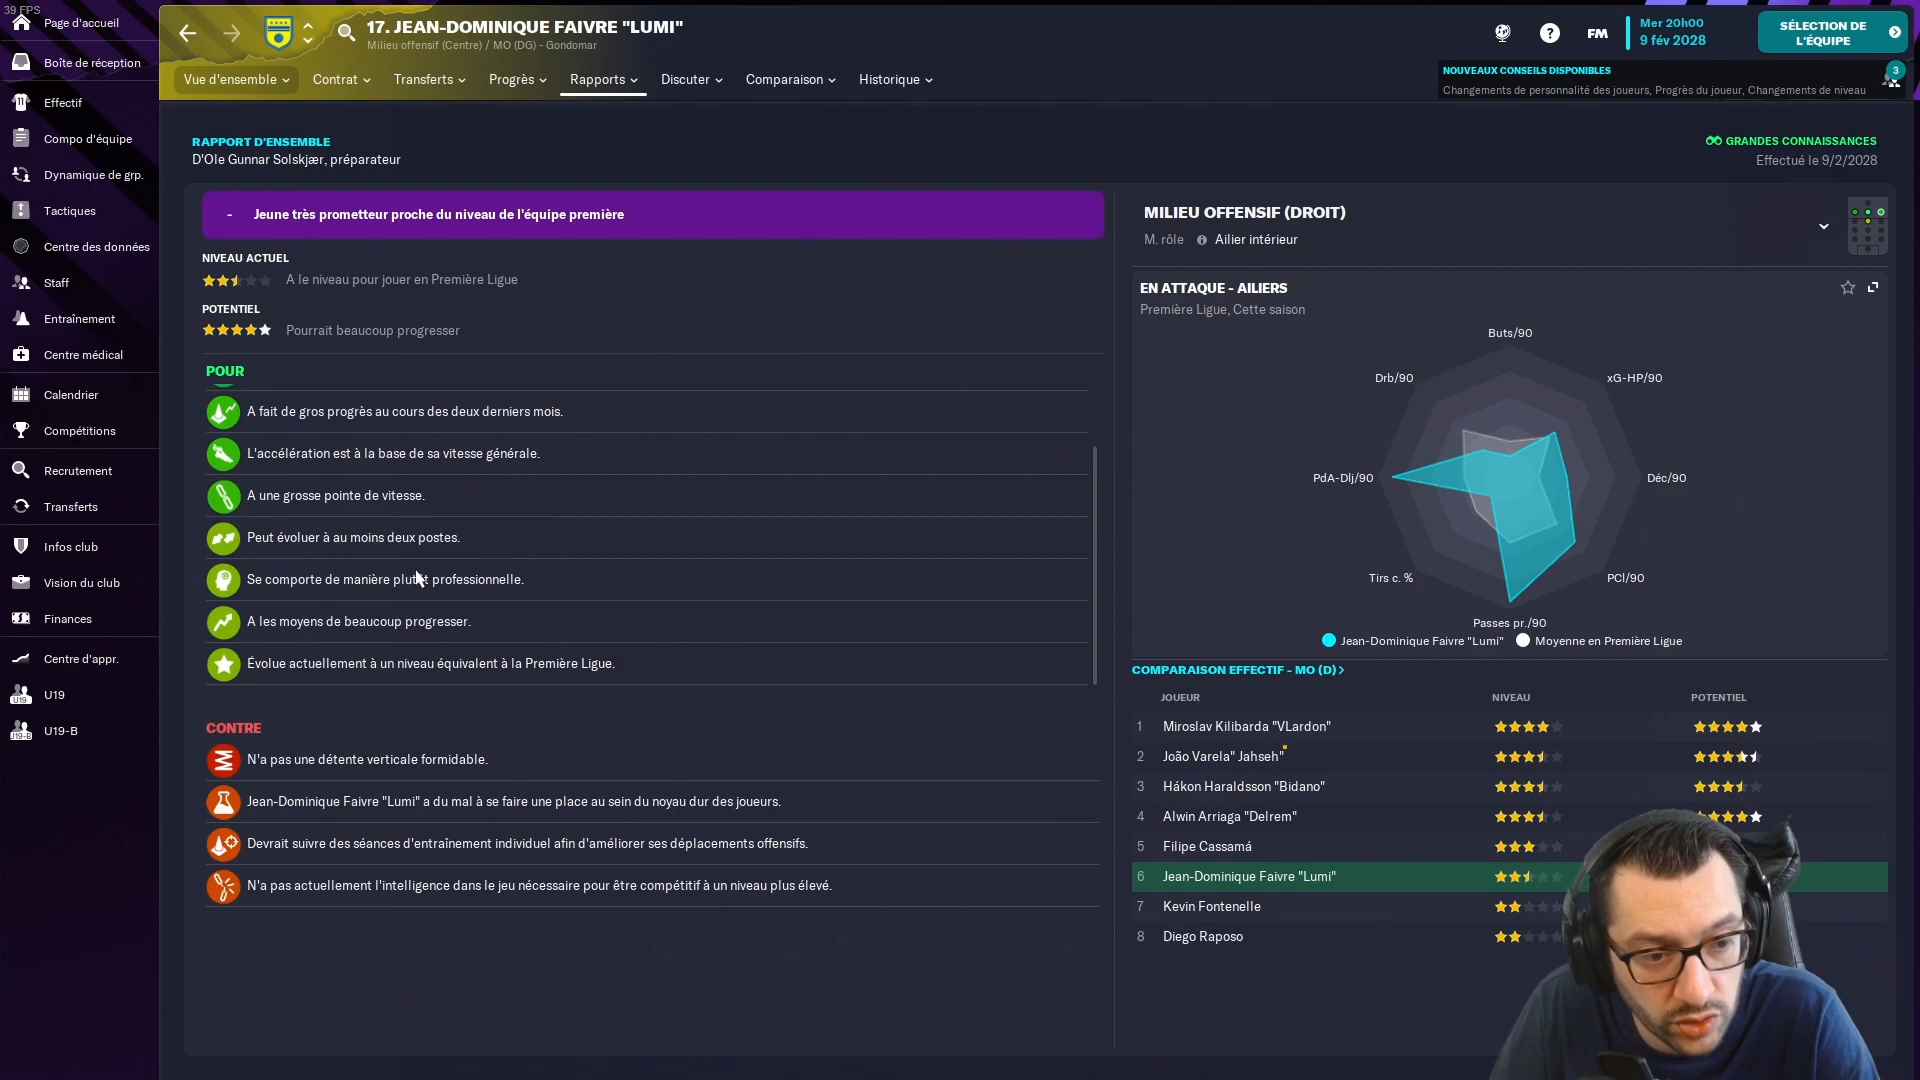 39 FPS
Page d'accueil
Boîte de réception
Effectif
Compo d'équipe
Dynamique de grp.
Tactiques
Centre des données
Staff
Entraînement
Centre médical
Calendrier
Compétitions
Recrutement
Transferts
Infos club
Vision du club
Finances
Centre d'appr.
U19
U19-B
17. JEAN-DOMINIQUE FAIVRE "LUMI"
Milieu offensif (Centre) / MO (DG) - Gondomar
FM
Mer 20h00
9 fév 2028
SÉLECTION DE
L'ÉQUIPE
Vue d'ensemble
Contrat
Transferts
Progrès
Rapports
Discuter
Comparaison
Historique
NOUVEAUX CONSEILS DISPONIBLES
3
Changements de personnalité des joueurs, Progrès du joueur, Changements de niveau
RAPPORT D'ENSEMBLE
D'Ole Gunnar Solskjær, préparateur
GRANDES CONNAISSANCES
Effectué le 9/2/2028
- Jeune très prometteur proche du niveau de l'équipe première
NIVEAU ACTUEL
A le niveau pour jouer en Première Ligue
POTENTIEL
Pourrait beaucoup progresser
POUR
A fait de gros progrès au cours des deux derniers mois.
L'accélération est à la base de sa vitesse générale.
A une grosse pointe de vitesse.
Peut évoluer à au moins deux postes.
Se comporte de manière plutôt professionnelle.
A les moyens de beaucoup progresser.
Évolue actuellement à un niveau équivalent à la Première Ligue.
CONTRE
N'a pas une détente verticale formidable.
Jean-Dominique Faivre "Lumi" a du mal à se faire une place au sein du noyau dur des joueurs.
Devrait suivre des séances d'entraînement individuel afin d'améliorer ses déplacements offensifs.
N'a pas actuellement l'intelligence dans le jeu nécessaire pour être compétitif à un niveau plus élevé.
MILIEU OFFENSIF (DROIT)
M. rôle Ailier intérieur
EN ATTAQUE - AILIERS
Première Ligue, Cette saison
Buts/90
Drb/90
xG-HP/90
PdA-Dlj/90
Déc/90
Tirs c. %
PCl/90
Passes pr./90
Jean-Dominique Faivre "Lumi"
Moyenne en Première Ligue
COMPARAISON EFFECTIF - MO (D)
JOUEUR NIVEAU POTENTIEL
1 Miroslav Kilibarda "VLardon"
2 João Varela" Jahseh"
3 Hákon Haraldsson "Bidano"
4 Alwin Arriaga "Delrem"
5 Filipe Cassamá
6 Jean-Dominique Faivre "Lumi"
7 Kevin Fontenelle
8 Diego Raposo